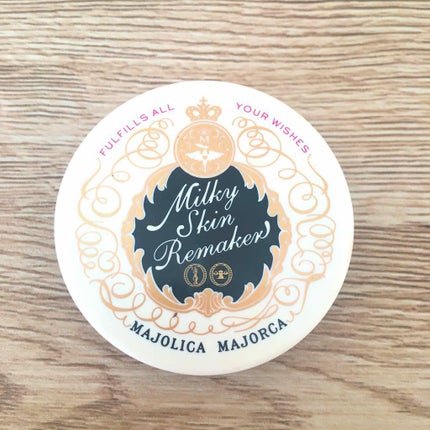 FULFILLS ALL YOUR WISHES
M
Milky
Skin
Remaker
MAJOLICA MAJORCA